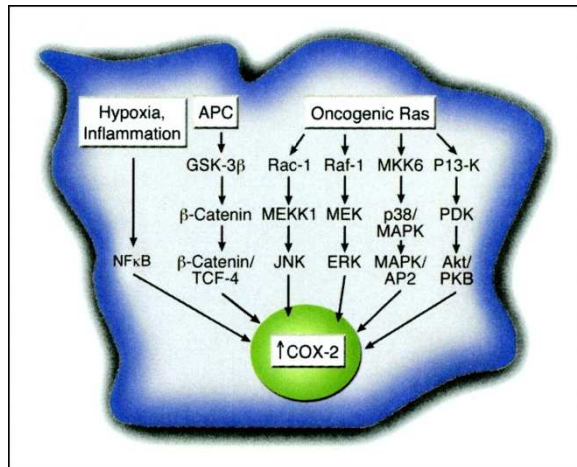 Hypoxia,
Inflammation
APC
Oncogenic Ras
GSK-3β
Rac-1
Raf-1
MKK6
P13-K
β-Catenin
MEKK1
MEK
p38/
MAPK
PDK
NFκB
β-Catenin/
TCF-4
JNK
ERK
MAPK/
AP2
Akt/
PKB
↑COX-2